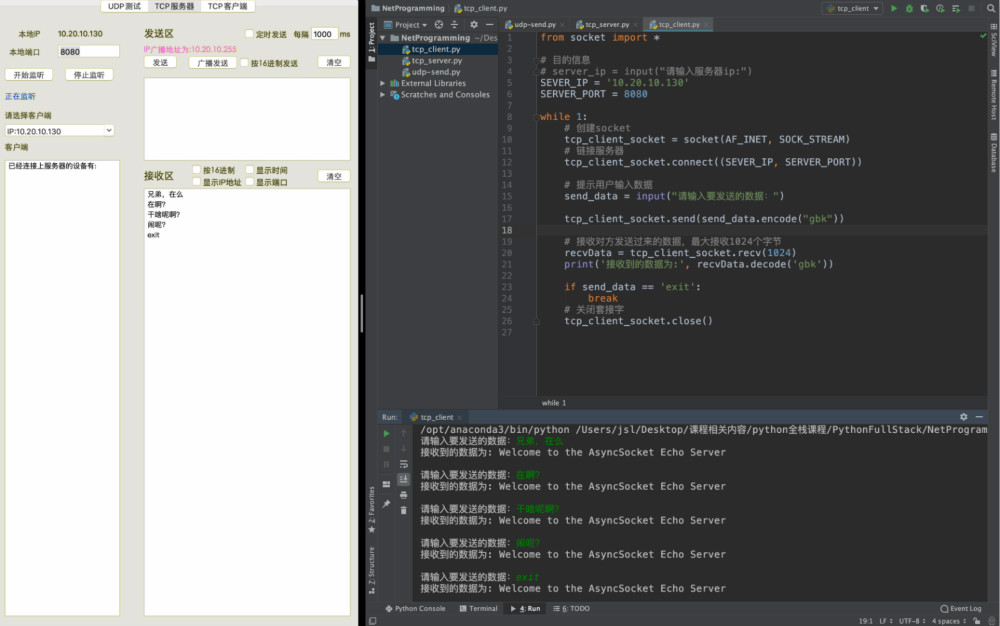 UDP测试 TCP服务器 TCP客户端
本地IP 10.20.10.130
本地端口 8080
开始监听 停止监听
正在监听
请选择客户端
IP:10.20.10.130
客户端
已经连接上服务器的设备有:
发送区 定时发送 每隔 1000 ms
IP广播地址为:10.20.10.255
发送 广播发送 按16进制发送 清空
接收区 按16进制 显示时间
显示IP地址 显示端口 清空
兄弟，在么
在啊?
干啥呢啊?
闹呢?
exit
NetProgramming tcp_client.py
tcp_client
Project
1: Project
NetProgramming ~/Des
tcp_client.py
tcp_server.py
udp-send.py
External Libraries
Scratches and Consoles
udp-send.py tcp_server.py tcp_client.py
1 from socket import *
2
3 # 目的信息
4 # server_ip = input("请输入服务器ip:")
5 SEVER_IP = '10.20.10.130'
6 SERVER_PORT = 8080
7
8 while 1:
9 # 创建socket
10 tcp_client_socket = socket(AF_INET, SOCK_STREAM)
11 # 链接服务器
12 tcp_client_socket.connect((SEVER_IP, SERVER_PORT))
13
14 # 提示用户输入数据
15 send_data = input("请输入要发送的数据: ")
16
17 tcp_client_socket.send(send_data.encode("gbk"))
18
19 # 接收对方发送过来的数据，最大接收1024个字节
20 recvData = tcp_client_socket.recv(1024)
21 print('接收到的数据为:', recvData.decode('gbk'))
22
23 if send_data == 'exit':
24 break
25 # 关闭套接字
26 tcp_client_socket.close()
27
while 1
SciView
Remote Host
Database
Run: tcp_client
/opt/anaconda3/bin/python /Users/jsl/Desktop/课程相关内容/python全栈课程/PythonFullStack/NetProgram
请输入要发送的数据: 兄弟，在么
接收到的数据为: Welcome to the AsyncSocket Echo Server
请输入要发送的数据: 在啊?
接收到的数据为: Welcome to the AsyncSocket Echo Server
请输入要发送的数据: 干啥呢啊?
接收到的数据为: Welcome to the AsyncSocket Echo Server
请输入要发送的数据: 闹呢?
接收到的数据为: Welcome to the AsyncSocket Echo Server
请输入要发送的数据: exit
接收到的数据为: Welcome to the AsyncSocket Echo Server
2: Favorites
Z: Structure
Python Console Terminal 4: Run 6: TODO Event Log
19:1 LF UTF-8 4 spaces